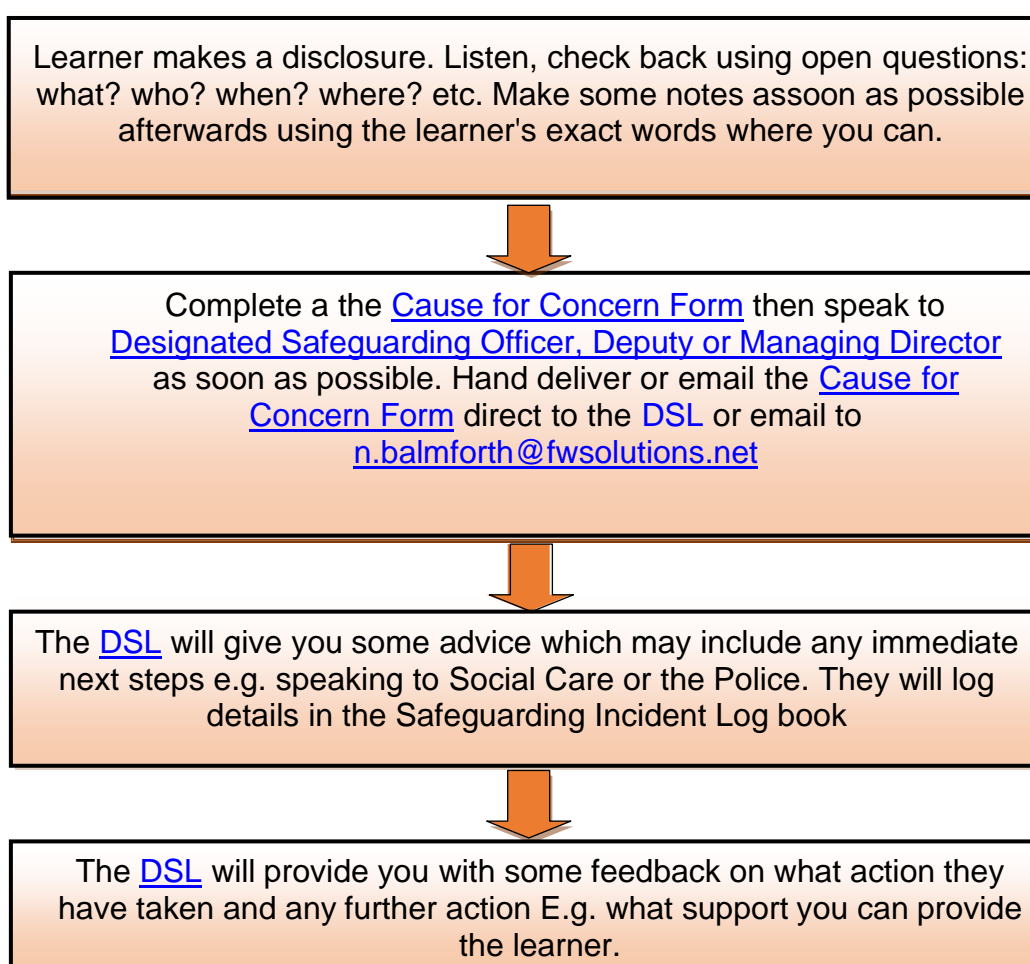 Learner makes a disclosure. Listen, check back using open questions:
what? who? when? where? etc. Make some notes assoon as possible
afterwards using the learner's exact words where you can.
Complete a the Cause for Concern Form then speak to
Designated Safeguarding Officer, Deputy or Managing Director
as soon as possible. Hand deliver or email the Cause for
Concern Form direct to the DSL or email to
n.balmforth@fwsolutions.net
The DSL will give you some advice which may include any immediate
next steps e.g. speaking to Social Care or the Police. They will log
details in the Safeguarding Incident Log book
The DSL will provide you with some feedback on what action they
have taken and any further action E.g. what support you can provide
the learner.